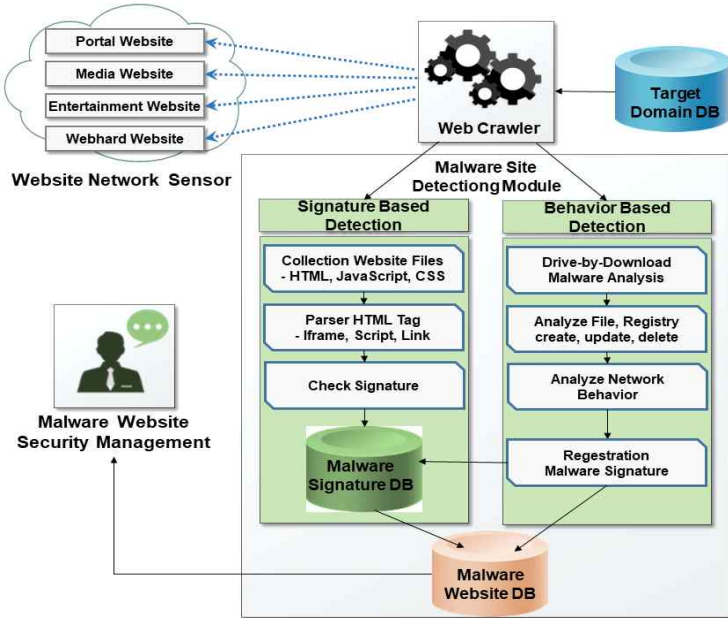 Portal Website
Media Website
Entertainment Website
Webhard Website
Website Network Sensor
Web Crawler
Target
Domain DB
Malware Site
Detectiong Module
Signature Based
Detection
Collection Website Files
- HTML, JavaScript, CSS
Parser HTML Tag
- Iframe, Script, Link
Check Signature
Malware
Signature DB
Behavior Based
Detection
Drive-by-Download
Malware Analysis
Analyze File, Registry
create, update, delete
Analyze Network
Behavior
Regestration
Malware Signature
Malware Website
Security Management
Malware
Website DB